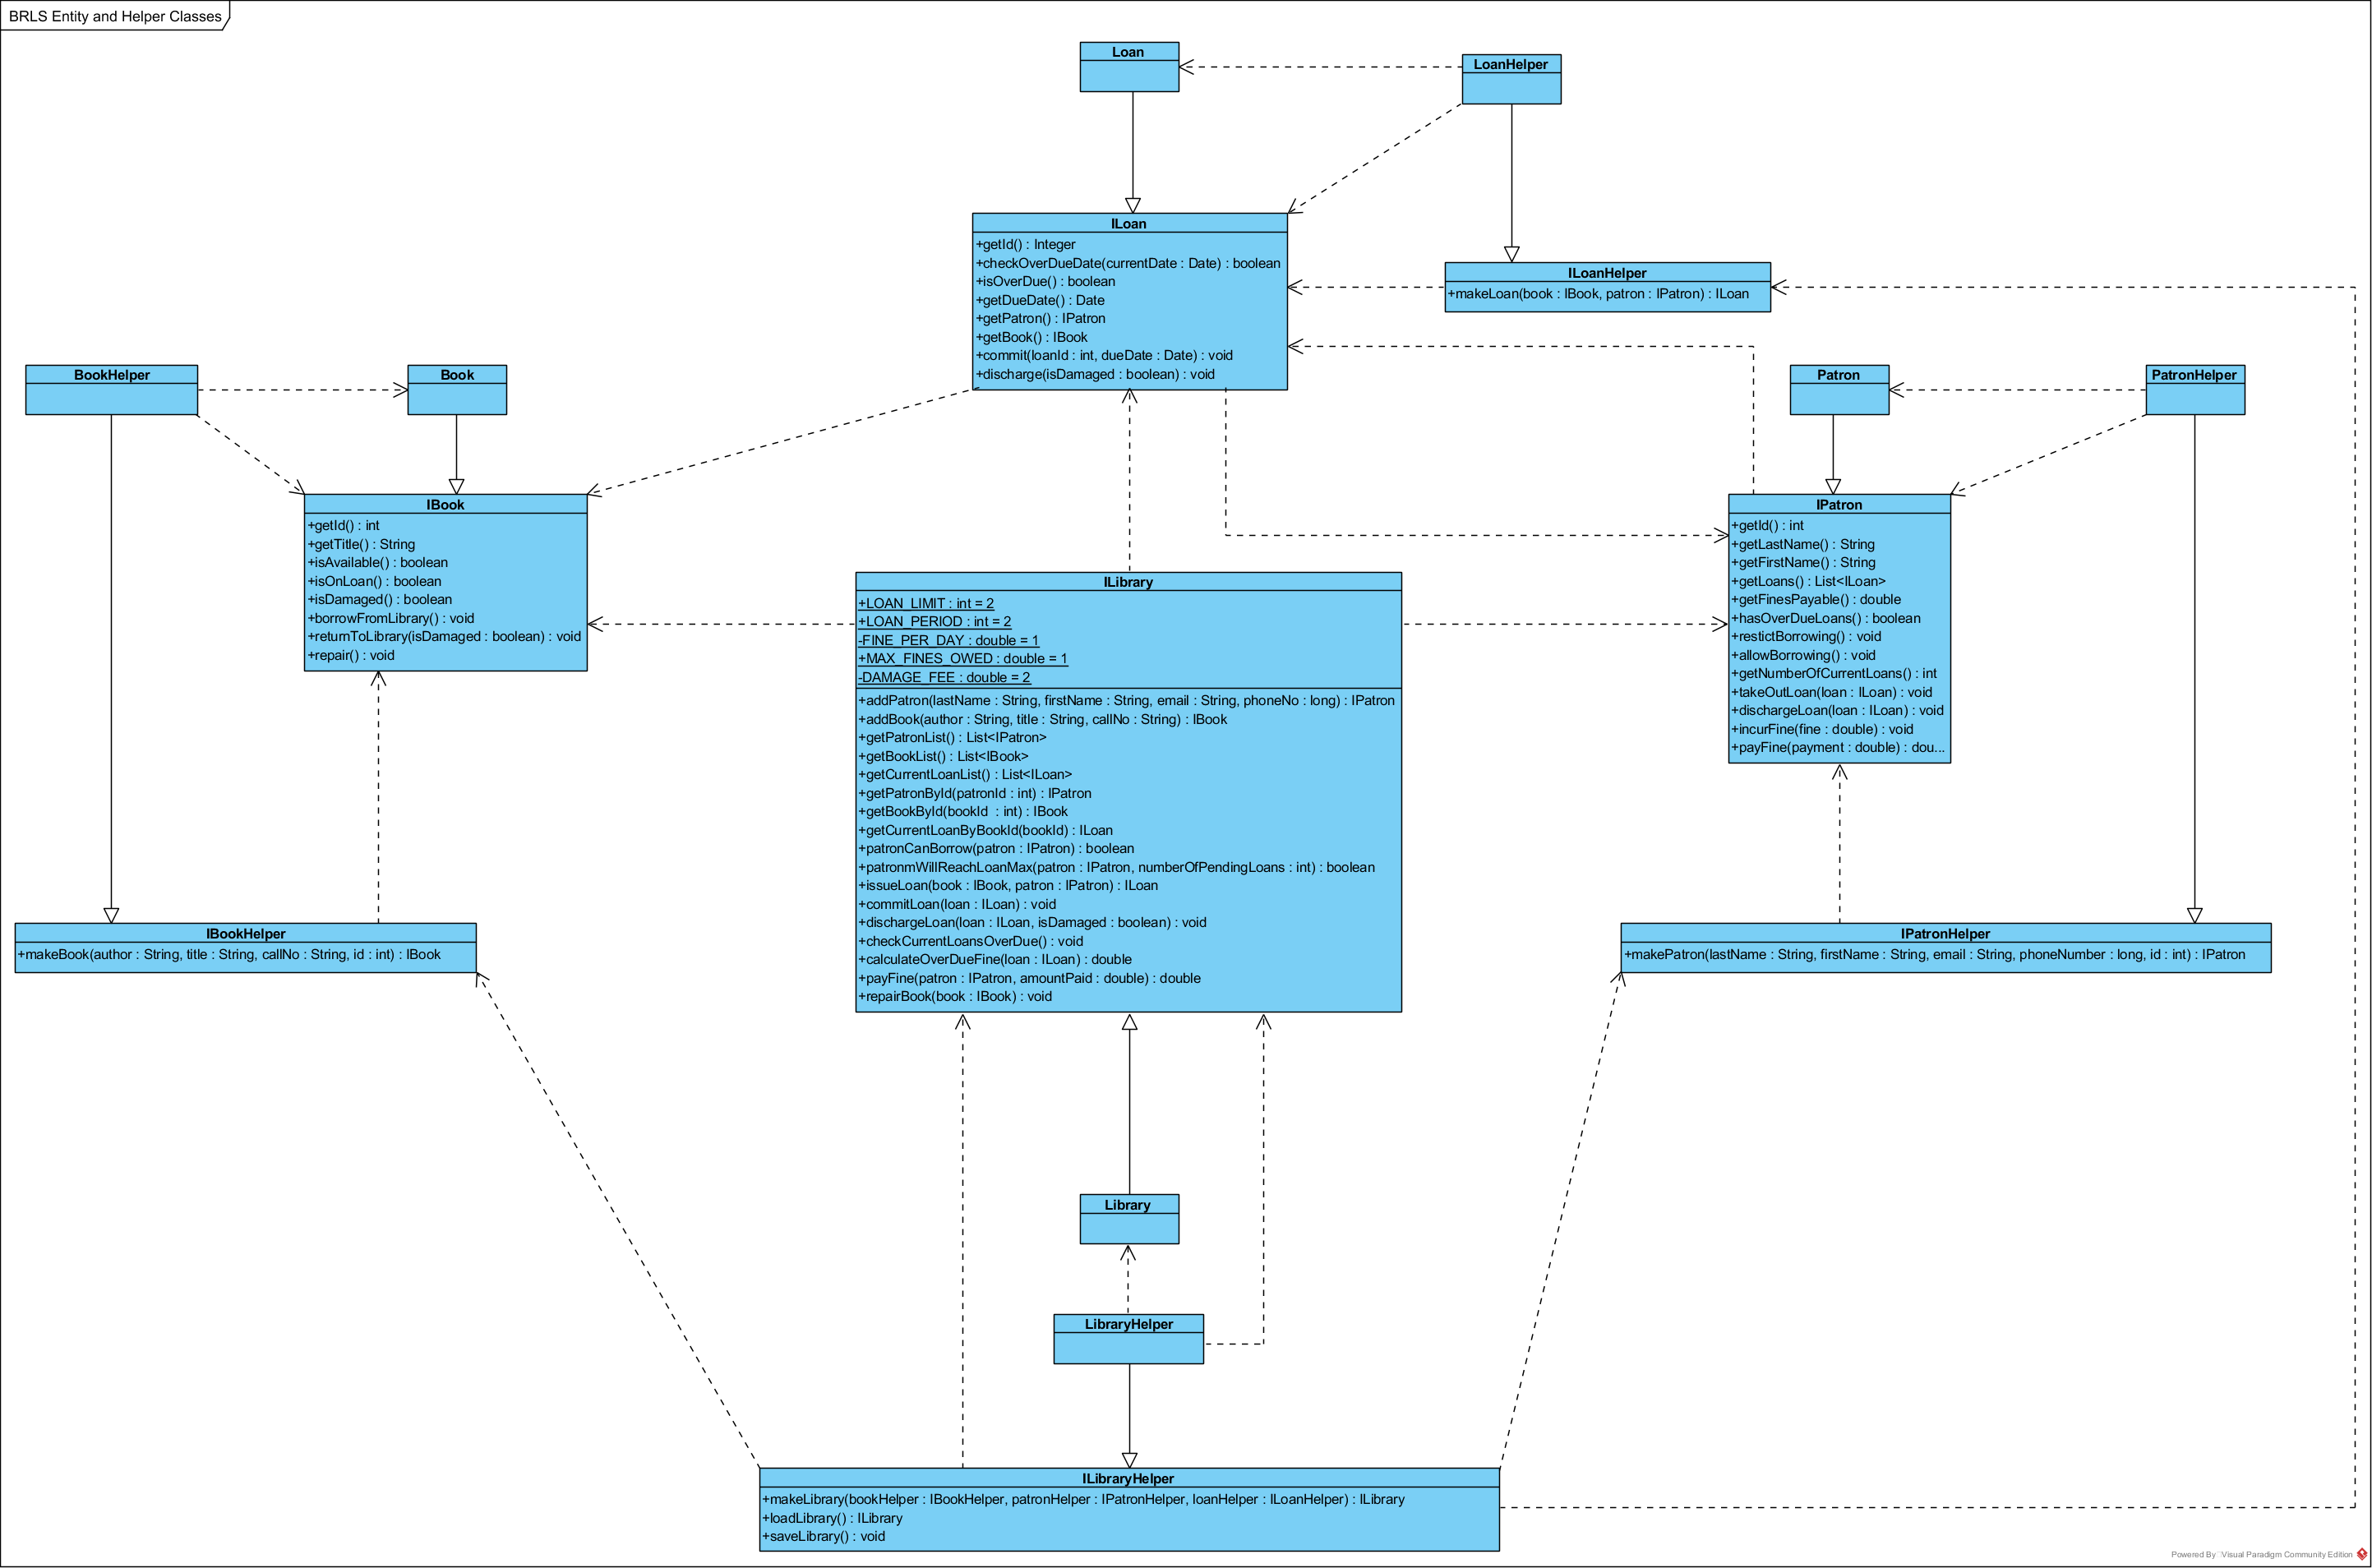 BRLS Entity and Helper Classes
Loan
LoanHelper
ILoan
+getId() : Integer
+checkOverDueDate(currentDate : Date) : boolean
+isOverDue() : boolean
+getDueDate() : Date
+getPatron() : IPatron
+getBook() : IBook
+commit(loanId : int, dueDate : Date) : void
+discharge(isDamaged : boolean) : void
ILoanHelper
+makeLoan(book : IBook, patron : IPatron) : ILoan
BookHelper
Book
Patron
PatronHelper
IBook
+getId() : int
+getTitle() : String
+isAvailable() : boolean
+isOnLoan() : boolean
+isDamaged() : boolean
+borrowFromLibrary() : void
+returnToLibrary(isDamaged : boolean) : void
+repair() : void
IPatron
+getId() : int
+getLastName() : String
+getFirstName() : String
+getLoans() : List<ILoan>
+getFinesPayable() : double
+hasOverDueLoans() : boolean
+restictBorrowing() : void
+allowBorrowing() : void
+getNumberOfCurrentLoans() : int
+takeOutLoan(loan : ILoan) : void
+dischargeLoan(loan : ILoan) : void
+incurFine(fine : double) : void
+payFine(payment : double) : dou...
ILibrary
+LOAN_LIMIT : int = 2
+LOAN_PERIOD : int = 2
-FINE_PER_DAY : double = 1
+MAX_FINES_OWED : double = 1
-DAMAGE_FEE : double = 2
+addPatron(lastName : String, firstName : String, email : String, phoneNo : long) : IPatron
+addBook(author : String, title : String, callNo : String) : IBook
+getPatronList() : List<IPatron>
+getBookList() : List<IBook>
+getCurrentLoanList() : List<ILoan>
+getPatronById(patronId : int) : IPatron
+getBookById(bookId  : int) : IBook
+getCurrentLoanByBookId(bookId) : ILoan
+patronCanBorrow(patron : IPatron) : boolean
+patronmWillReachLoanMax(patron : IPatron, numberOfPendingLoans : int) : boolean
+issueLoan(book : IBook, patron : IPatron) : ILoan
+commitLoan(loan : ILoan) : void
+dischargeLoan(loan : ILoan, isDamaged : boolean) : void
+checkCurrentLoansOverDue() : void
+calculateOverDueFine(loan : ILoan) : double
+payFine(patron : IPatron, amountPaid : double) : double
+repairBook(book : IBook) : void
IBookHelper
+makeBook(author : String, title : String, callNo : String, id : int) : IBook
IPatronHelper
+makePatron(lastName : String, firstName : String, email : String, phoneNumber : long, id : int) : IPatron
Library
LibraryHelper
ILibraryHelper
+makeLibrary(bookHelper : IBookHelper, patronHelper : IPatronHelper, loanHelper : ILoanHelper) : ILibrary
+loadLibrary() : ILibrary
+saveLibrary() : void
Powered By Visual Paradigm Community Edition